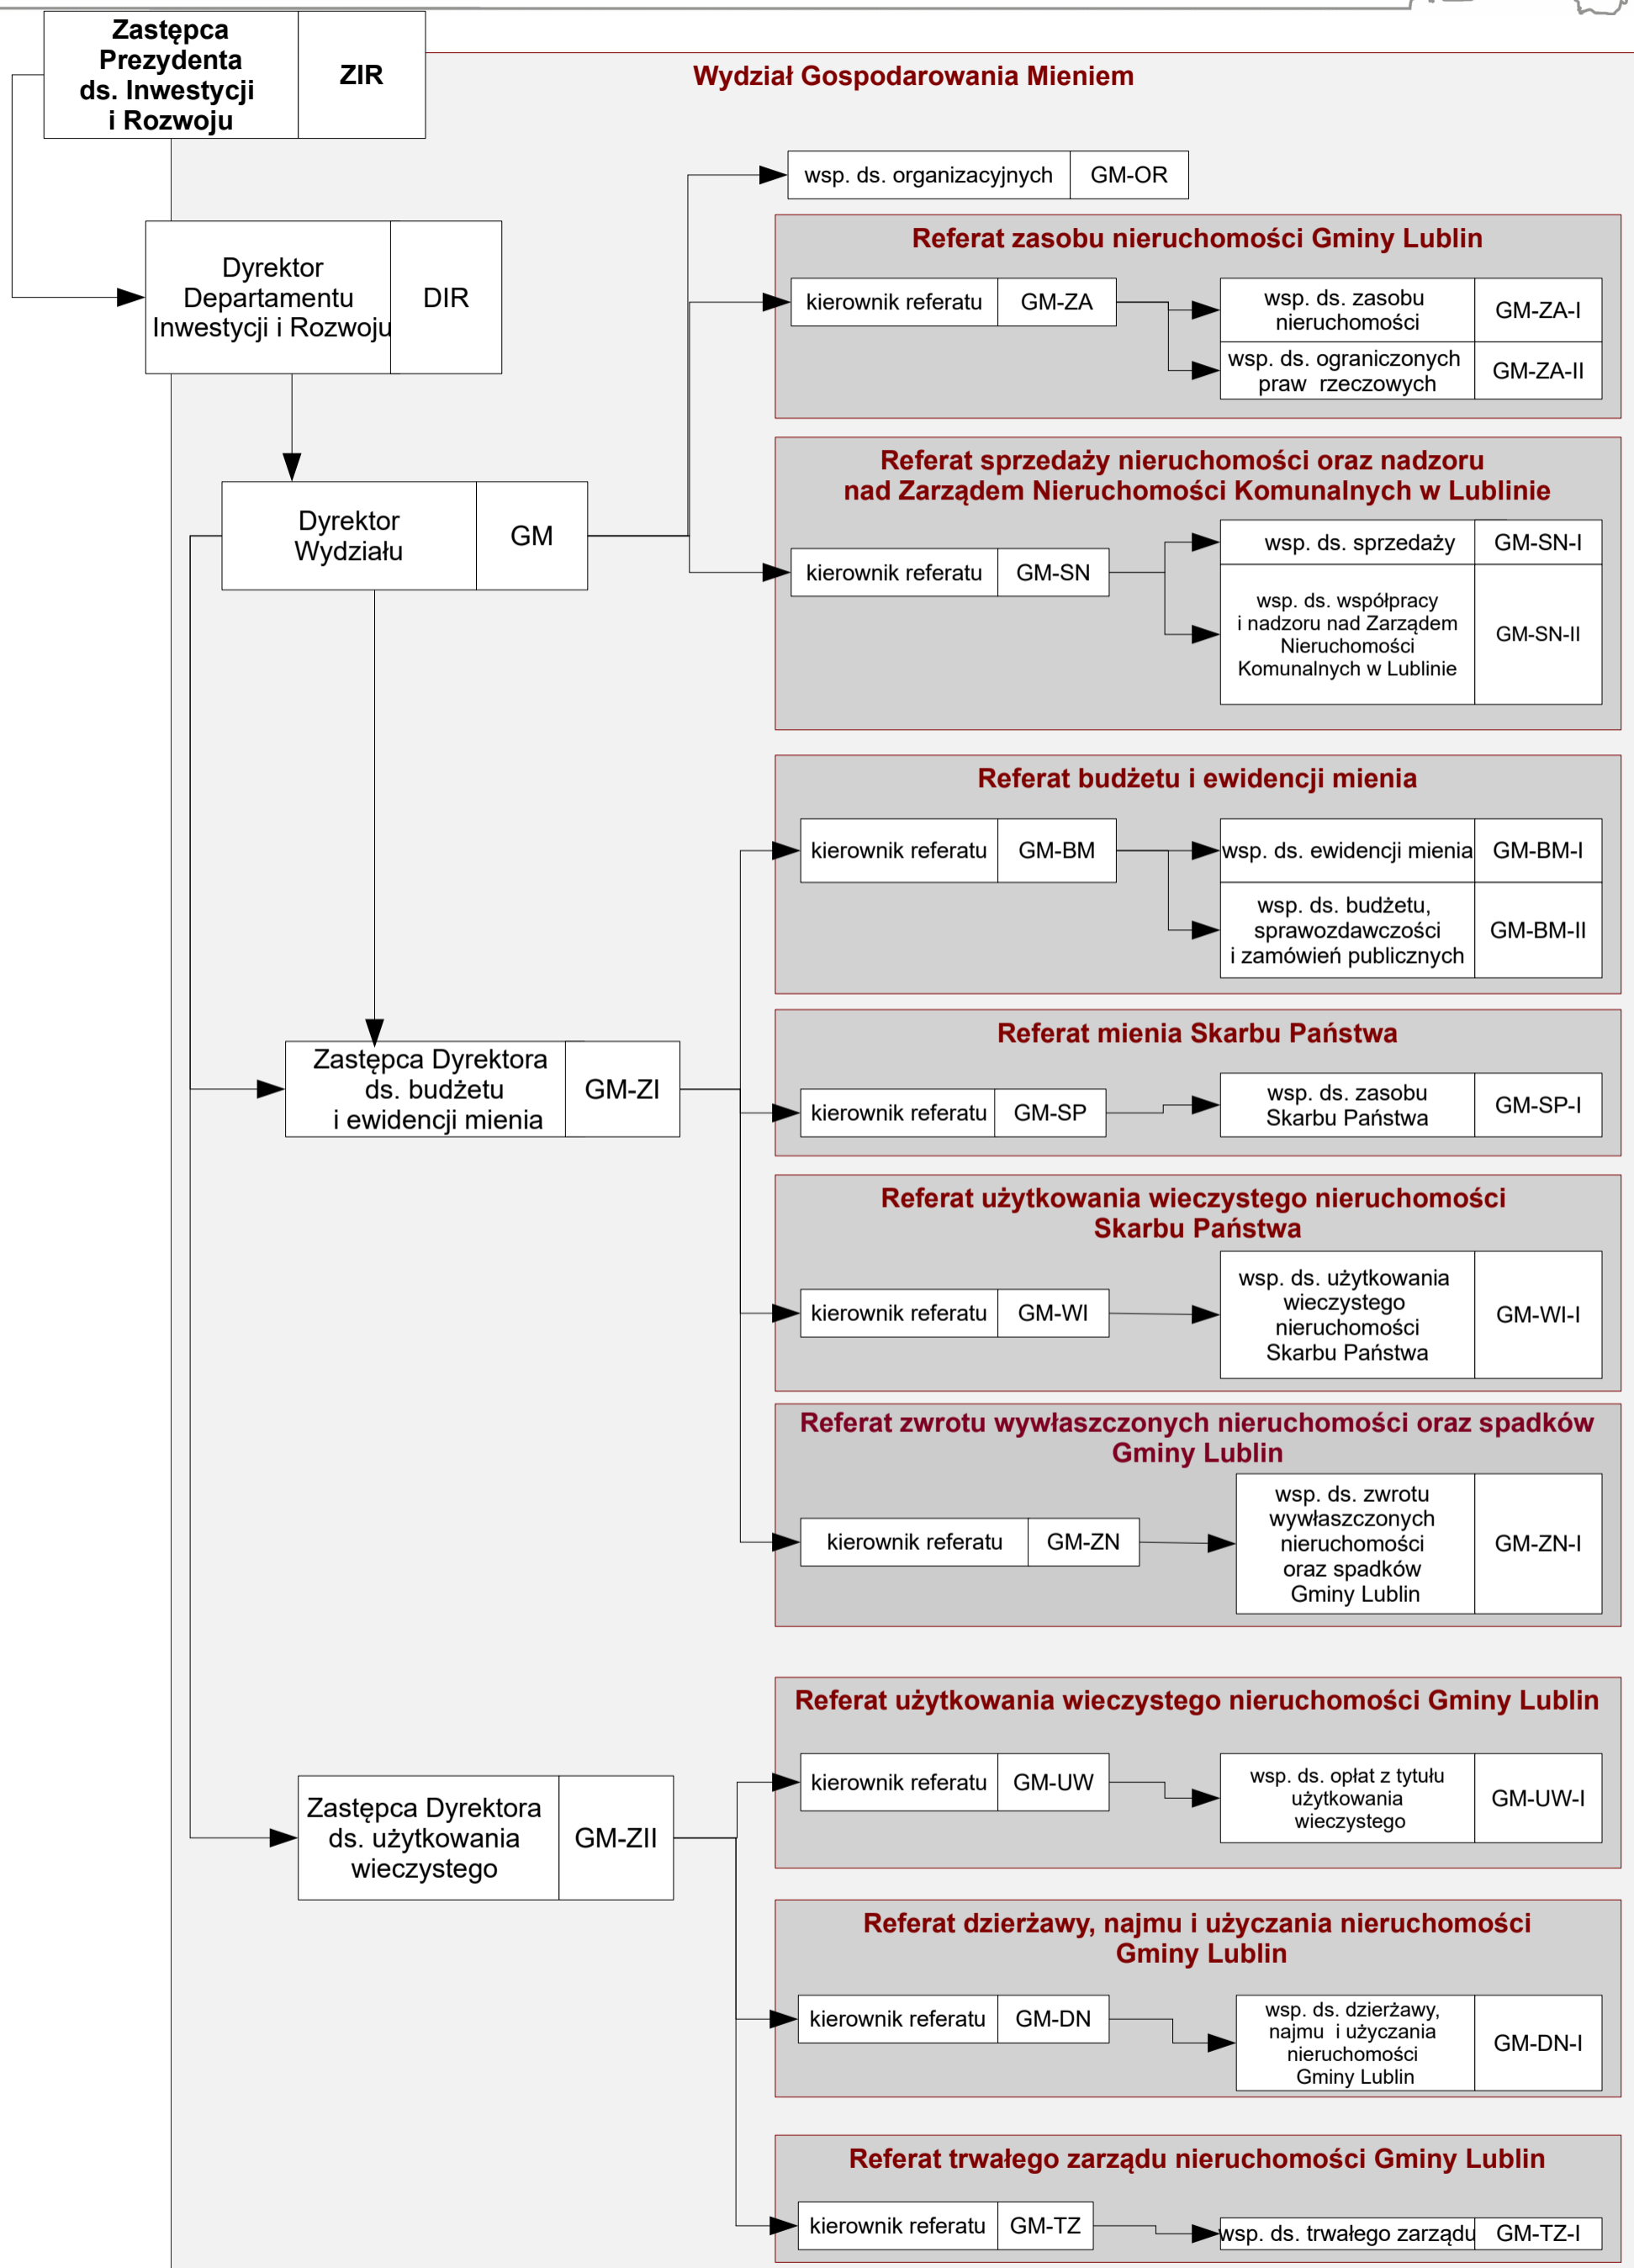 Zastępca
Prezydenta
ds. Inwestycji
i Rozwoju
ZIR
Wydział Gospodarowania Mieniem
wsp. ds. organizacyjnych
GM-OR
Dyrektor
Departamentu
Inwestycji i Rozwoju
DIR
Referat zasobu nieruchomości Gminy Lublin
kierownik referatu
GM-ZA
wsp. ds. zasobu
nieruchomości
GM-ZA-I
wsp. ds. ograniczonych
praw rzeczowych
GM-ZA-II
Dyrektor
Wydziału
GM
Referat sprzedaży nieruchomości oraz nadzoru
nad Zarządem Nieruchomości Komunalnych w Lublinie
kierownik referatu
GM-SN
wsp. ds. sprzedaży
GM-SN-I
wsp. ds. współpracy
i nadzoru nad Zarządem
Nieruchomości
Komunalnych w Lublinie
GM-SN-II
Referat budżetu i ewidencji mienia
kierownik referatu
GM-BM
wsp. ds. ewidencji mienia
GM-BM-I
wsp. ds. budżetu,
sprawozdawczości
i zamówień publicznych
GM-BM-II
Zastępca Dyrektora
ds. budżetu
i ewidencji mienia
GM-ZI
Referat mienia Skarbu Państwa
kierownik referatu
GM-SP
wsp. ds. zasobu
Skarbu Państwa
GM-SP-I
Referat użytkowania wieczystego nieruchomości
Skarbu Państwa
kierownik referatu
GM-WI
wsp. ds. użytkowania
wieczystego
nieruchomości
Skarbu Państwa
GM-WI-I
Referat zwrotu wywłaszczonych nieruchomości oraz spadków
Gminy Lublin
kierownik referatu
GM-ZN
wsp. ds. zwrotu
wywłaszczonych
nieruchomości
oraz spadków
Gminy Lublin
GM-ZN-I
Referat użytkowania wieczystego nieruchomości Gminy Lublin
kierownik referatu
GM-UW
wsp. ds. opłat z tytułu
użytkowania
wieczystego
GM-UW-I
Zastępca Dyrektora
ds. użytkowania
wieczystego
GM-ZII
Referat dzierżawy, najmu i użyczania nieruchomości
Gminy Lublin
kierownik referatu
GM-DN
wsp. ds. dzierżawy,
najmu i użyczania
nieruchomości
Gminy Lublin
GM-DN-I
Referat trwałego zarządu nieruchomości Gminy Lublin
kierownik referatu
GM-TZ
wsp. ds. trwałego zarządu
GM-TZ-I